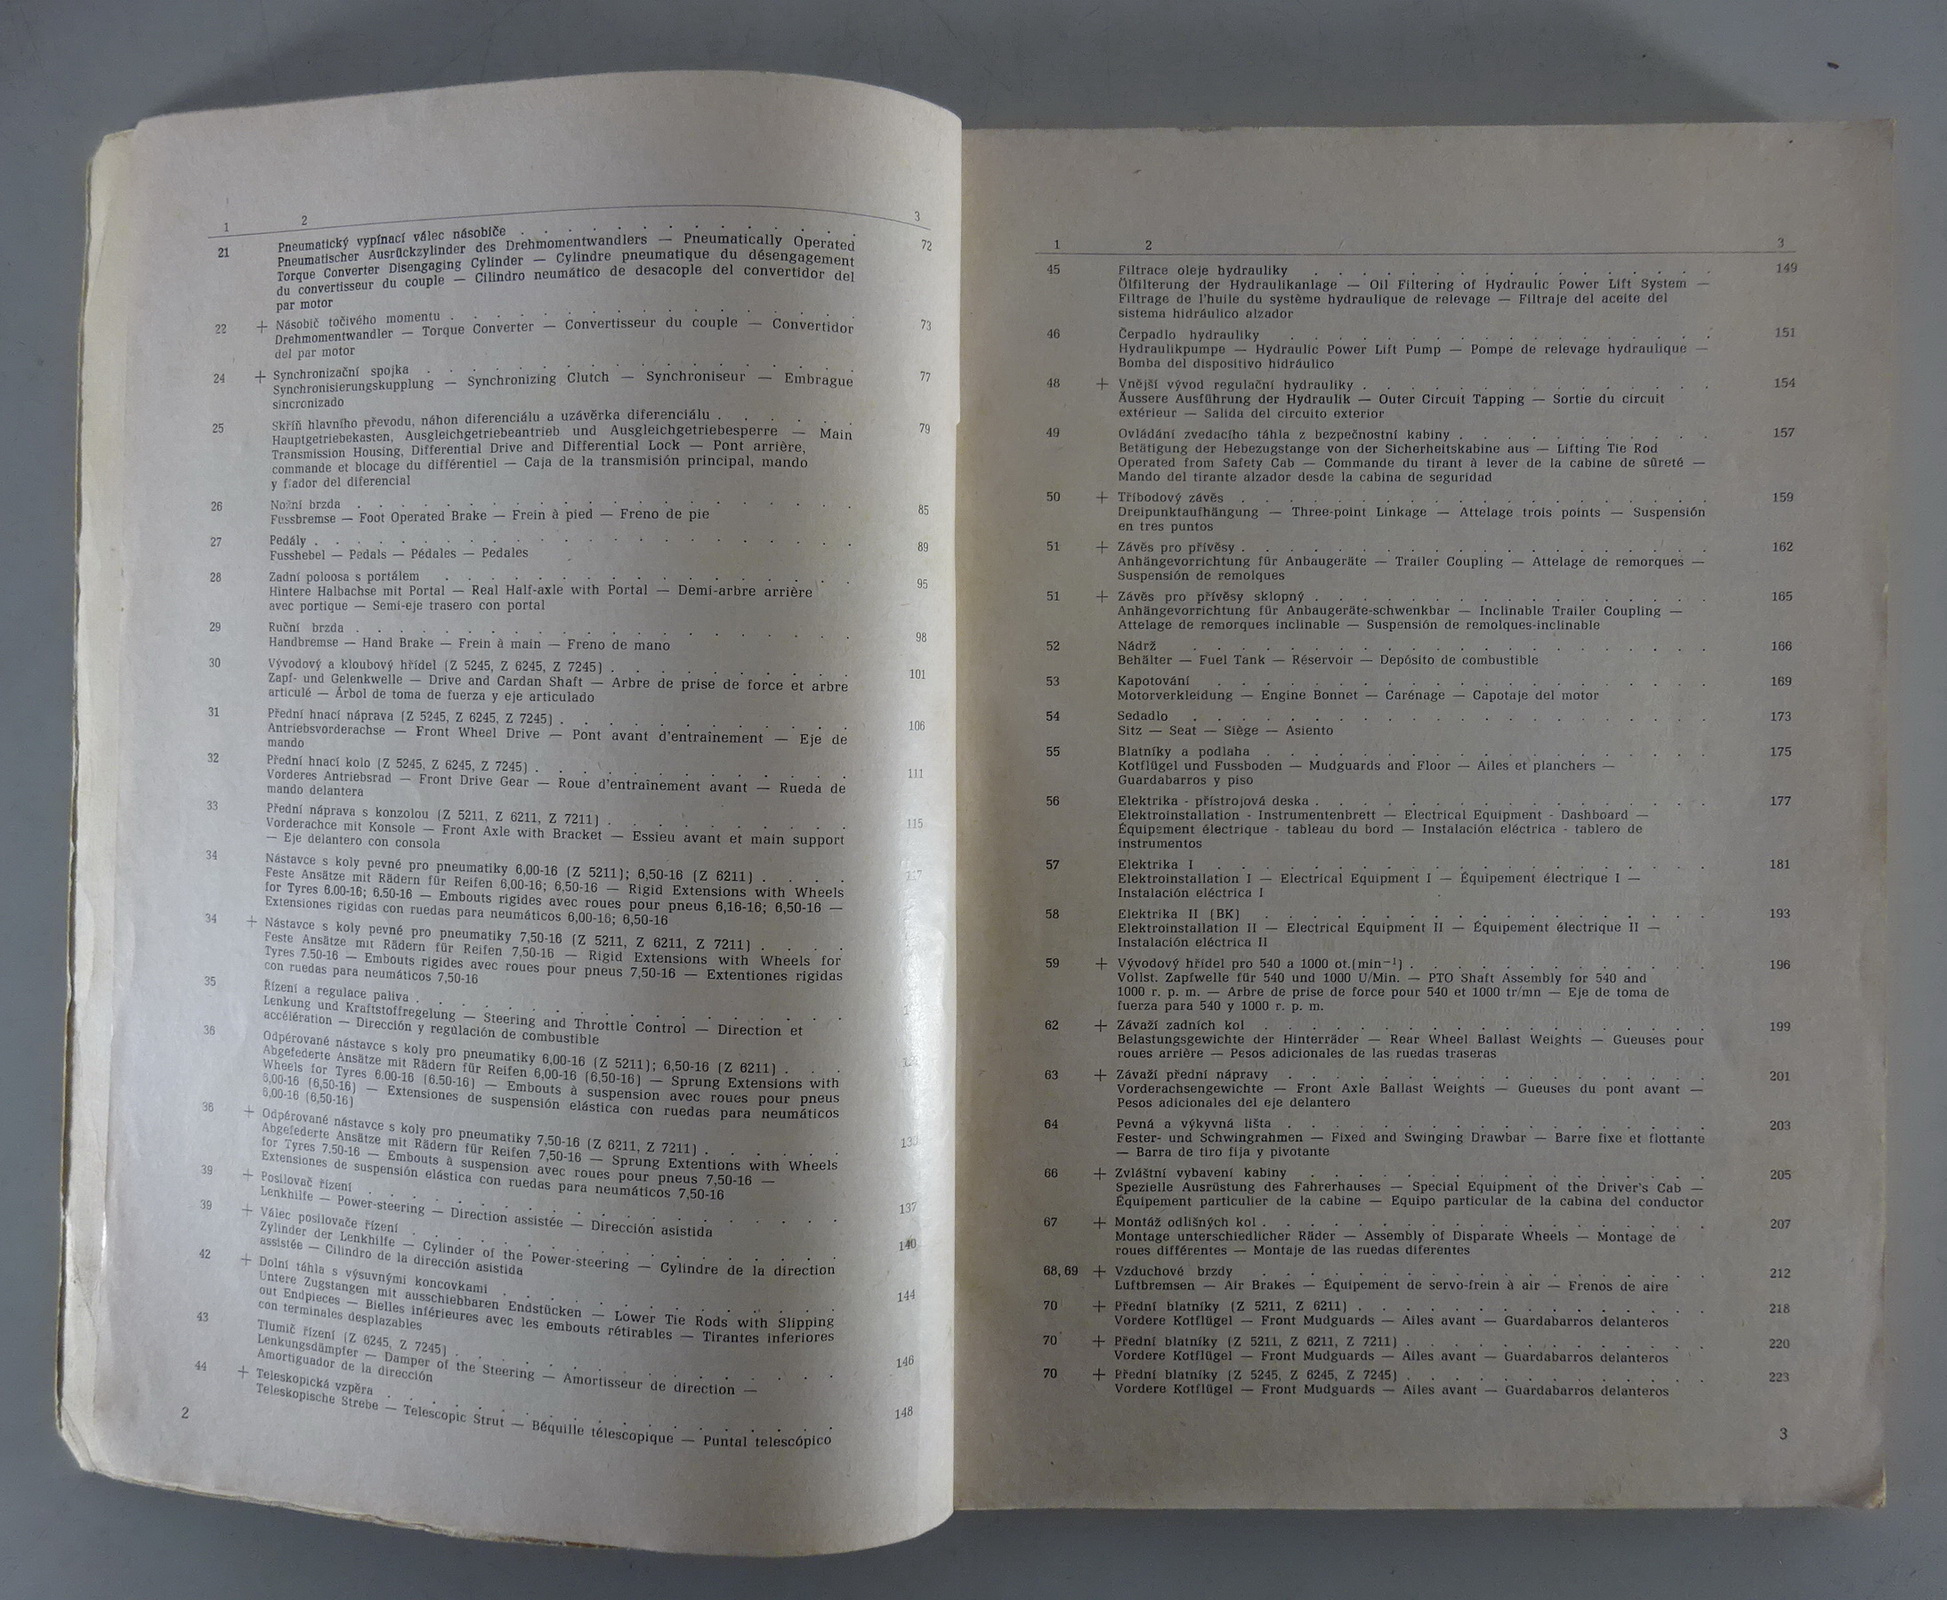 1 2 3
21 Pneumatický vypínací válec násobiče . . . . . . . . . . . . 72
Pneumatischer Ausrückzylinder des Drehmomentwandlers — Pneumatically Operated
Torque Converter Disengaging Cylinder — Cylindre pneumatique du désengagement
du convertisseur du couple — Cilindro neumático de desacople del convertidor del
par motor
22 + Násobič točivého momentu . . . . . . . . . . . . 73
Drehmomentwandler — Torque Converter — Convertisseur du couple — Convertidor
del par motor
24 + Synchronizační spojka . . . . . . . . . . . . 77
Synchronisierungskupplung — Synchronizing Clutch — Synchroniseur — Embrague
sincronizado
25 Skříň hlavního převodu, náhon diferenciálu a uzávěrka diferenciálu . . . . . 79
Hauptgetriebekasten, Ausgleichgetriebeantrieb und Ausgleichgetriebesperre — Main
Transmission Housing, Differential Drive and Differential Lock — Pont arrière,
commande et blocage du différentiel — Caja de la transmisión principal, mando
y fiador del diferencial
26 Nožní brzda . . . . . . . . . . . . 85
Fussbremse — Foot Operated Brake — Frein à pied — Freno de pie
27 Pedály . . . . . . . . . . . . 89
Fusshebel — Pedals — Pédales — Pedales
28 Zadní poloosa s portálem . . . . . . . . . . . . 95
Hintere Halbachse mit Portal — Real Half-axle with Portal — Demi-arbre arrière
avec portique — Semi-eje trasero con portal
29 Ruční brzda . . . . . . . . . . . . 98
Handbremse — Hand Brake — Frein à main — Freno de mano
30 Vývodový a kloubový hřídel (Z 5245, Z 6245, Z 7245) . . . . . . . . 101
Zapf- und Gelenkwelle — Drive and Cardan Shaft — Arbre de prise de force et arbre
articulé — Árbol de toma de fuerza y eje articulado
31 Přední hnací náprava (Z 5245, Z 6245, Z 7245) . . . . . . . . 106
Antriebsvorderachse — Front Wheel Drive — Pont avant d'entraînement — Eje de
mando
32 Přední hnací kolo (Z 5245, Z 6245, Z 7245) . . . . . . . . 111
Vorderes Antriebsrad — Front Drive Gear — Roue d'entraînement avant — Rueda de
mando delantera
33 Přední náprava s konzolou (Z 5211, Z 6211, Z 7211) . . . . . . . . 115
Vorderachce mit Konsole — Front Axle with Bracket — Essieu avant et main support
— Eje delantero con consola
34 Nástavce s koly pevné pro pneumatiky 6,00-16 (Z 5211); 6,50-16 (Z 6211) . . . .
Feste Ansätze mit Rädern für Reifen 6,00-16; 6,50-16 — Rigid Extensions with Wheels
for Tyres 6.00-16; 6.50-16 — Embouts rigides avec roues pour pneus 6,16-16; 6,50-16 —
Extensiones rigidas con ruedas para neumáticos 6,00-16; 6,50-16
34 + Nástavce s koly pevné pro pneumatiky 7,50-16 (Z 5211, Z 6211, Z 7211) . . . .
Feste Ansätze mit Rädern für Reifen 7,50-16 — Rigid Extensions with Wheels for
Tyres 7.50-16 — Embouts rigides avec roues pour pneus 7,50-16 — Extentiones rigidas
con ruedas para neumáticos 7,50-16
35 Řízení a regulace paliva . . . . . . . . . . . .
Lenkung und Kraftstoffregelung — Steering and Throttle Control — Direction et
accélération — Dirección y regulación de combustible
36 Odpérované nástavce s koly pro pneumatiky 6,00-16 (Z 5211); 6,50-16 (Z 6211) . . .
Abgefederte Ansätze mit Rädern für Reifen 6,00-16 (6,50-16) — Sprung Extensions with
Wheels for Tyres 6.00-16 (6.50-16) — Embouts à suspension avec roues pour pneus
6,00-16 (6,50-16) — Extensiones de suspensión elástica con ruedas para neumáticos
6,00-16 (6,50-16)
36 + Odpérované nástavce s koly pro pneumatiky 7,50-16 (Z 6211, Z 7211) . . . .
Abgefederte Ansätze mit Rädern für Reifen 7,50-16 — Sprung Extentions with Wheels
for Tyres 7.50-16 — Embouts à suspension avec roues pour pneus 7,50-16 —
Extensiones de suspensión elástica con ruedas para neumáticos 7,50-16
39 + Posilovač řízení . . . . . . . . . . . . 137
Lenkhilfe — Power-steering — Direction assistée — Dirección asistida
39 + Válec posilovače řízení . . . . . . . . . . . . 140
Zylinder der Lenkhilfe — Cylinder of the Power-steering — Cylindre de la direction
assistée — Cilindro de la dirección asistida
42 + Dolní táhla s výsuvnými koncovkami . . . . . . . . . . 144
Untere Zugstangen mit ausschiebbaren Endstücken — Lower Tie Rods with Slipping
out Endpieces — Bielles inférieures avec les embouts rétirables — Tirantes inferiores
con terminales desplazables
43 Tlumič řízení (Z 6245, Z 7245) . . . . . . . . . . 146
Lenkungsdämpfer — Damper of the Steering — Amortisseur de direction —
Amortiguador de la dirección
44 + Teleskopická vzpěra . . . . . . . . . . . . 148
Teleskopische Strebe — Telescopic Strut — Béquille télescopique — Puntal telescópico
2
1 2 3
45 Filtrace oleje hydrauliky . . . . . . . . . . . . 149
Ölfilterung der Hydraulikanlage — Oil Filtering of Hydraulic Power Lift System —
Filtrage de l'huile du système hydraulique de relevage — Filtraje del aceite del
sistema hidráulico alzador
46 Čerpadlo hydrauliky . . . . . . . . . . . . 151
Hydraulikpumpe — Hydraulic Power Lift Pump — Pompe de relevage hydraulique —
Bomba del dispositivo hidráulico
48 + Vnější vývod regulační hydrauliky . . . . . . . . . . . . 154
Äussere Ausführung der Hydraulik — Outer Circuit Tapping — Sortie du circuit
extérieur — Salida del circuito exterior
49 Ovládání zvedacího táhla z bezpečnostní kabiny . . . . . . . . . . 157
Betätigung der Hebezugstange von der Sicherheitskabine aus — Lifting Tie Rod
Operated from Safety Cab — Commande du tirant à lever de la cabine de sûreté —
Mando del tirante alzador desde la cabina de seguridad
50 + Tříbodový závěs . . . . . . . . . . . . 159
Dreipunktaufhängung — Three-point Linkage — Attelage trois points — Suspensión
en tres puntos
51 + Závěs pro přívěsy . . . . . . . . . . . . 162
Anhängevorrichtung für Anbaugeräte — Trailer Coupling — Attelage de remorques —
Suspensión de remolques
51 + Závěs pro přívěsy sklopný . . . . . . . . . . . . 165
Anhängevorrichtung für Anbaugeräte-schwenkbar — Inclinable Trailer Coupling —
Attelage de remorques inclinable — Suspensión de remolques-inclinable
52 Nádrž . . . . . . . . . . . . 166
Behälter — Fuel Tank — Réservoir — Depósito de combustible
53 Kapotování . . . . . . . . . . . . 169
Motorverkleidung — Engine Bonnet — Carénage — Capotaje del motor
54 Sedadlo . . . . . . . . . . . . 173
Sitz — Seat — Siège — Asiento
55 Blatníky a podlaha . . . . . . . . . . . . 175
Kotflügel und Fussboden — Mudguards and Floor — Ailes et planchers —
Guardabarros y piso
56 Elektrika - přístrojová deska . . . . . . . . . . . . 177
Elektroinstallation - Instrumentenbrett — Electrical Equipment - Dashboard —
Équipement électrique - tableau du bord — Instalación eléctrica - tablero de
instrumentos
57 Elektrika I . . . . . . . . . . . . 181
Elektroinstallation I — Electrical Equipment I — Équipement électrique I —
Instalación eléctrica I
58 Elektrika II (BK) . . . . . . . . . . . . 193
Elektroinstallation II — Electrical Equipment II — Équipement électrique II —
Instalación eléctrica II
59 + Vývodový hřídel pro 540 a 1000 ot.(min⁻¹) . . . . . . . . . . 196
Vollst. Zapfwelle für 540 und 1000 U/Min. — PTO Shaft Assembly for 540 and
1000 r. p. m. — Arbre de prise de force pour 540 et 1000 tr/mn — Eje de toma de
fuerza para 540 y 1000 r. p. m.
62 + Závaží zadních kol . . . . . . . . . . . . 199
Belastungsgewichte der Hinterräder — Rear Wheel Ballast Weights — Gueuses pour
roues arrière — Pesos adicionales de las ruedas traseras
63 + Závaží přední nápravy . . . . . . . . . . . . 201
Vorderachsengewichte — Front Axle Ballast Weights — Gueuses du pont avant —
Pesos adicionales del eje delantero
64 Pevná a výkyvná lišta . . . . . . . . . . . . 203
Fester- und Schwingrahmen — Fixed and Swinging Drawbar — Barre fixe et flottante
— Barra de tiro fija y pivotante
66 + Zvláštní vybavení kabiny . . . . . . . . . . . . 205
Spezielle Ausrüstung des Fahrerhauses — Special Equipment of the Driver's Cab —
Équipement particulier de la cabine — Equipo particular de la cabina del conductor
67 + Montáž odlišných kol . . . . . . . . . . . . 207
Montage unterschiedlicher Räder — Assembly of Disparate Wheels — Montage de
roues différentes — Montaje de las ruedas diferentes
68, 69 + Vzduchové brzdy . . . . . . . . . . . . 212
Luftbremsen — Air Brakes — Équipement de servo-frein à air — Frenos de aire
70 + Přední blatníky (Z 5211, Z 6211) . . . . . . . . . . . . 218
Vordere Kotflügel — Front Mudguards — Ailes avant — Guardabarros delanteros
70 + Přední blatníky (Z 5211, Z 6211, Z 7211) . . . . . . . . . . 220
Vordere Kotflügel — Front Mudguards — Ailes avant — Guardabarros delanteros
70 + Přední blatníky (Z 5245, Z 6245, Z 7245) . . . . . . . . . . 223
Vordere Kotflügel — Front Mudguards — Ailes avant — Guardabarros delanteros
3